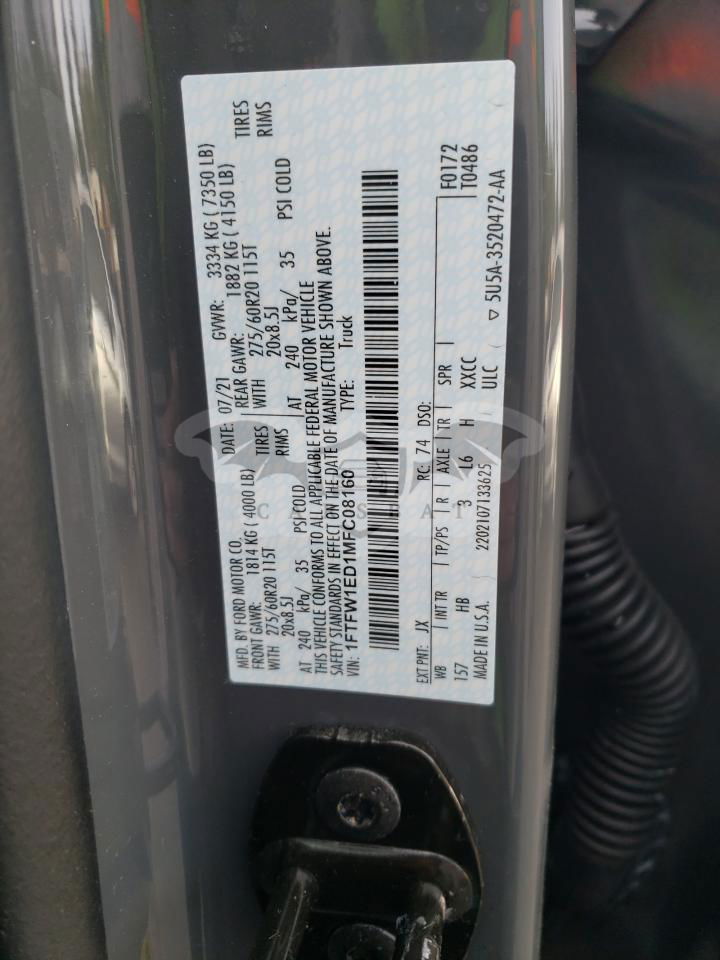 MFD. BY FORD MOTOR CO. DATE: 07/21 GVWR: 3334 KG ( 7350 LB)
FRONT GAWR: 1814 KG ( 4000 LB) REAR GAWR: 1882 KG ( 4150 LB)
WITH 275/60R20 115T TIRES WITH 275/60R20 115T TIRES
20x8.5J RIMS 20x8.5J RIMS
AT 240 kPa/ 35 PSI COLD AT 240 kPa/ 35 PSI COLD
THIS VEHICLE CONFORMS TO ALL APPLICABLE FEDERAL MOTOR VEHICLE
SAFETY STANDARDS IN EFFECT ON THE DATE OF MANUFACTURE SHOWN ABOVE.
VIN: 1FTFW1ED1MFC08160 TYPE: Truck
EXT PNT: JX RC: 74 DSO: F0172
WB INT TR TP/PS R AXLE TR SPR T0486
157 HB 3 L6 H XXCC
MADE IN U.S.A. 2202107133625 ULC ▽ 5U5A-3520472-AA